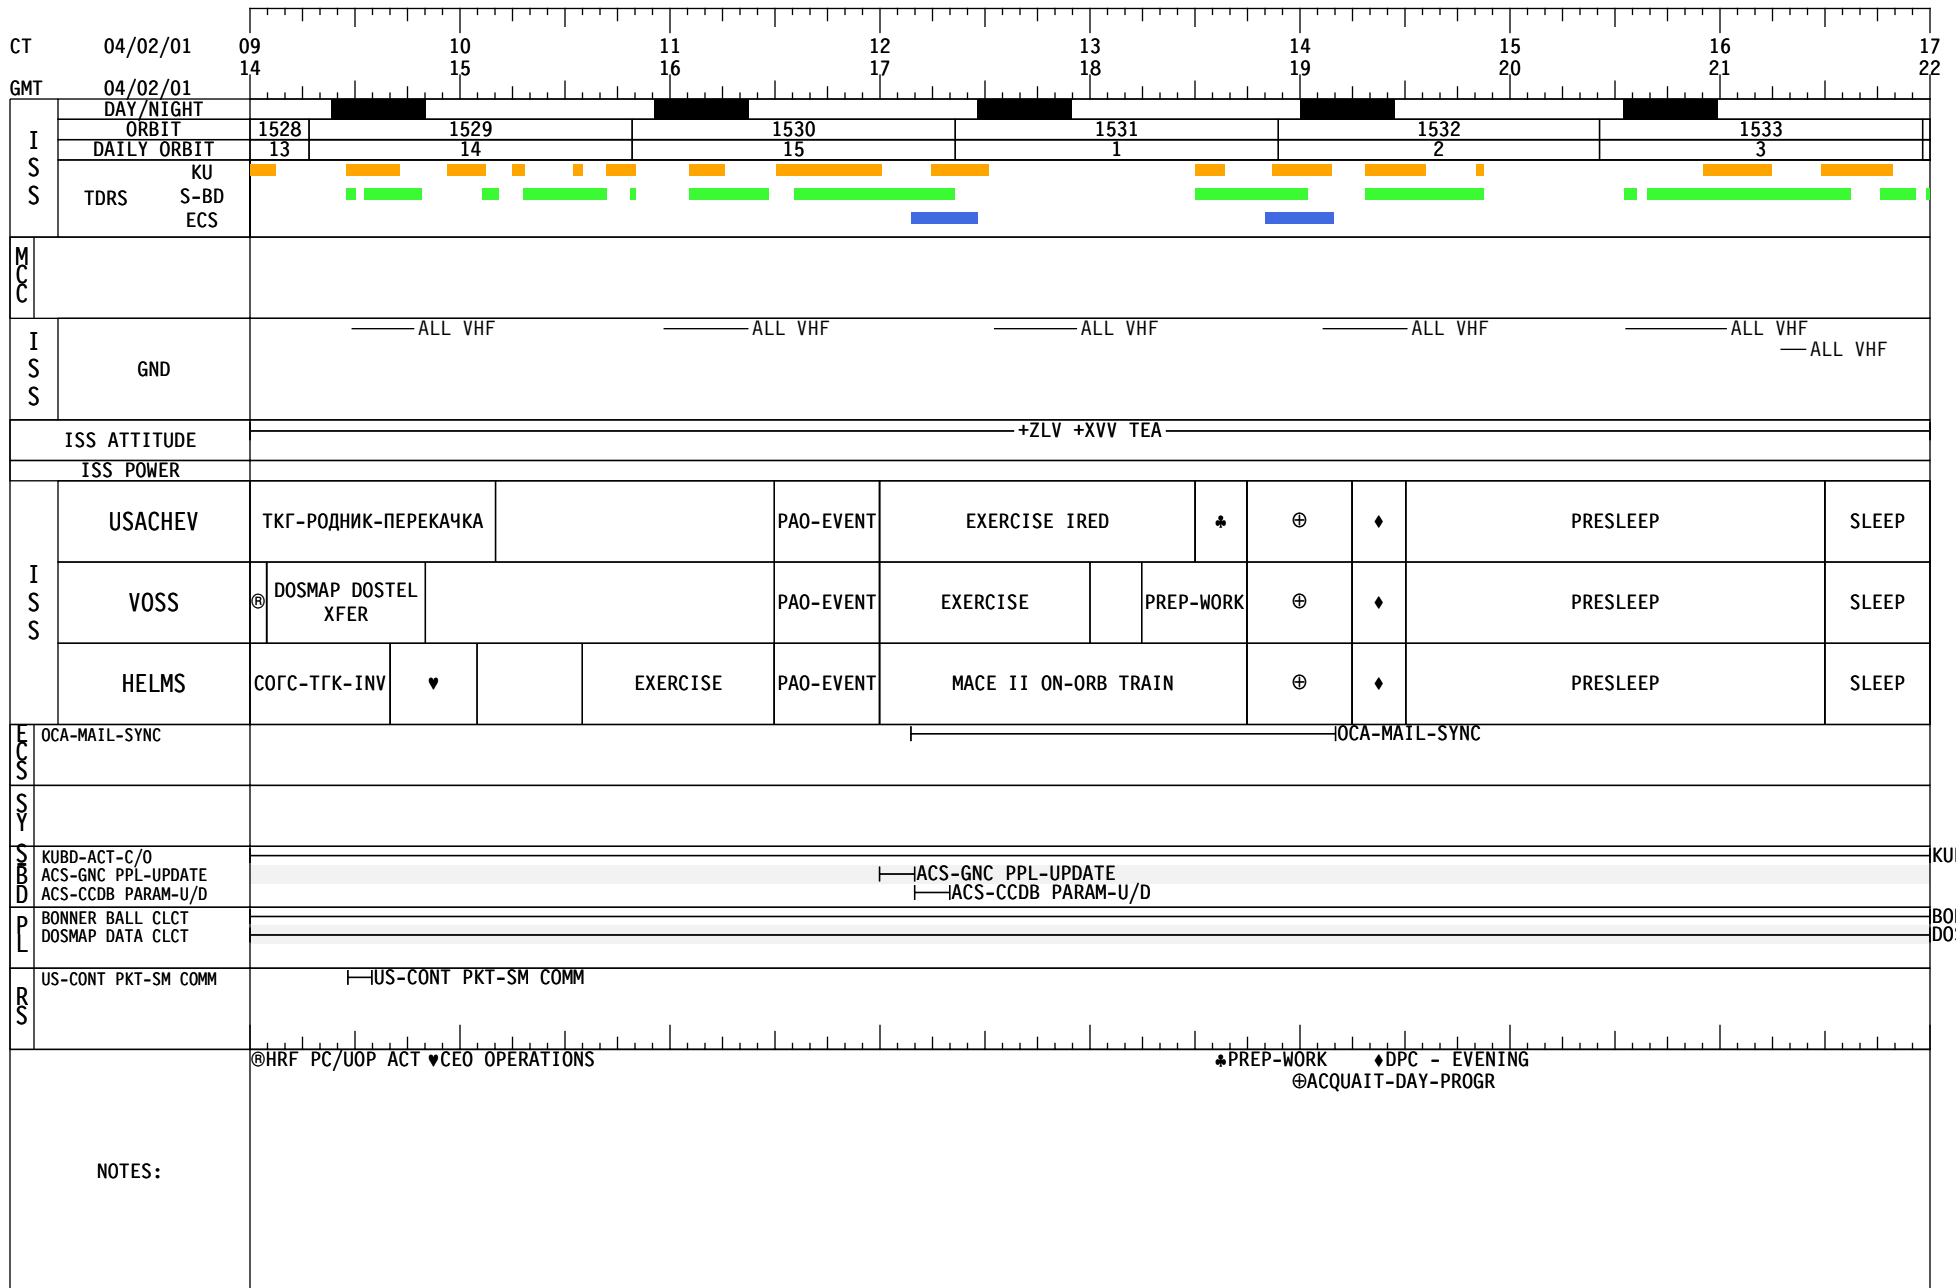 CT 04/02/01 09 10 11 12 13 14 15 16 17
14 15 16 17 18 19 20 21 22
GMT 04/02/01
ISS
DAY/NIGHT
ORBIT 1528 1529 1530 1531 1532 1533
DAILY ORBIT 13 14 15 1 2 3
KU
TDRS S-BD
ECS
MCC
ISS
GND
ALL VHF ALL VHF ALL VHF ALL VHF ALL VHF
ALL VHF
ISS ATTITUDE +ZLV +XVV TEA
ISS POWER
ISS
USACHEV ТКГ-РОДНИК-ПЕРЕКАЧКА PAO-EVENT EXERCISE IRED ♣ ⊕ ♦ PRESLEEP SLEEP
VOSS ® DOSMAP DOSTEL XFER PAO-EVENT EXERCISE PREP-WORK ⊕ ♦ PRESLEEP SLEEP
HELMS СОГС-ТГК-INV ♥ EXERCISE PAO-EVENT MACE II ON-ORB TRAIN ⊕ ♦ PRESLEEP SLEEP
ECS
OCA-MAIL-SYNC OCA-MAIL-SYNC
SY
SBD
KUBD-ACT-C/O
ACS-GNC PPL-UPDATE ACS-GNC PPL-UPDATE
ACS-CCDB PARAM-U/D ACS-CCDB PARAM-U/D
PL
BONNER BALL CLCT
DOSMAP DATA CLCT
RS
US-CONT PKT-SM COMM US-CONT PKT-SM COMM
®HRF PC/UOP ACT ♥CEO OPERATIONS ♣PREP-WORK ♦DPC - EVENING
⊕ACQUAIT-DAY-PROGR
NOTES: